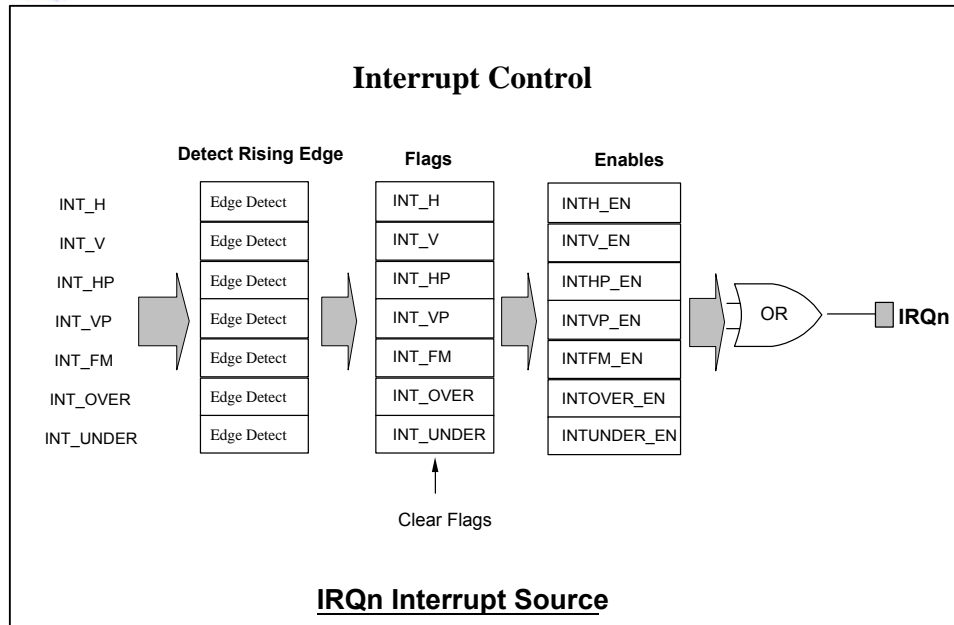 Interrupt Control
Detect Rising Edge
Flags
Enables
INT_H
Edge Detect
INT_H
INTH_EN
INT_V
Edge Detect
INT_V
INTV_EN
INT_HP
Edge Detect
INT_HP
INTHP_EN
INT_VP
Edge Detect
INT_VP
INTVP_EN
OR
IRQn
INT_FM
Edge Detect
INT_FM
INTFM_EN
INT_OVER
Edge Detect
INT_OVER
INTOVER_EN
INT_UNDER
Edge Detect
INT_UNDER
INTUNDER_EN
Clear Flags
IRQn Interrupt Source